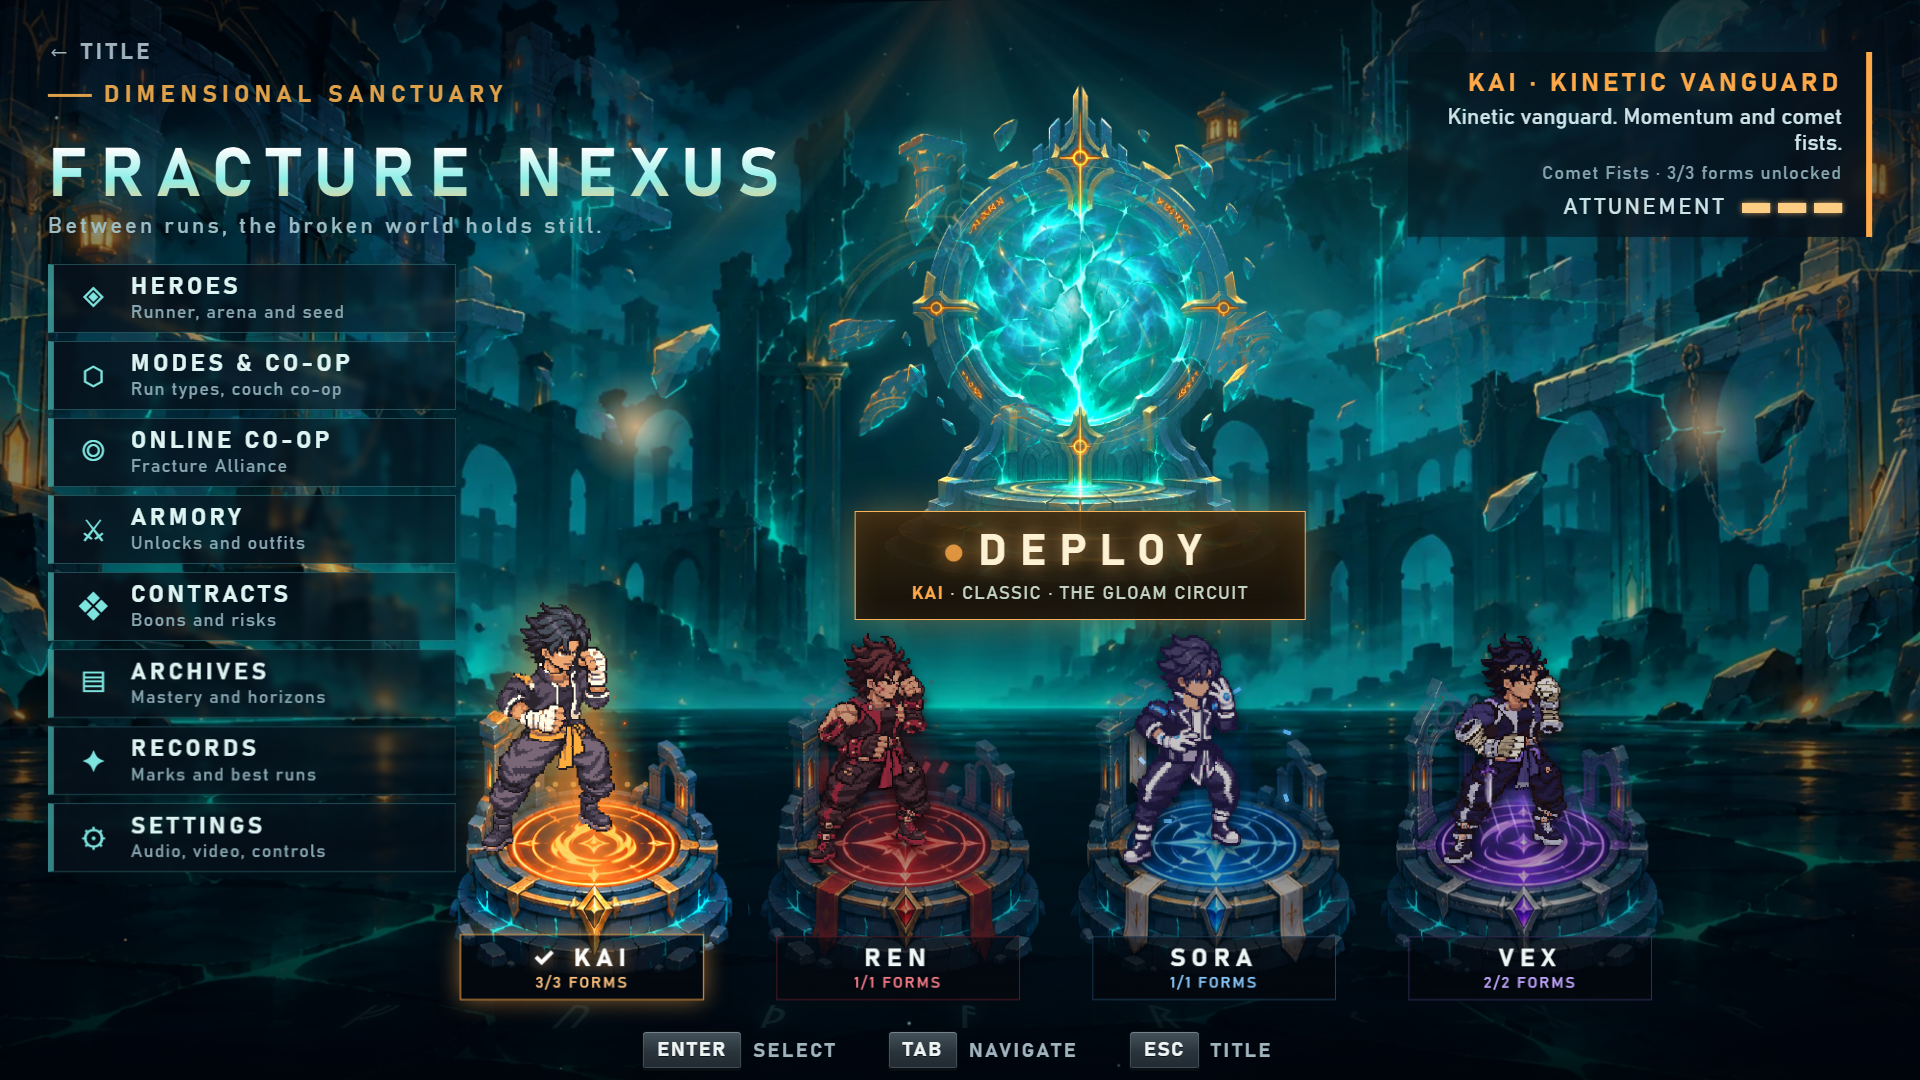 ← TITLE
DIMENSIONAL SANCTUARY
FRACTURE NEXUS
Between runs, the broken world holds still.
HEROES
Runner, arena and seed
MODES & CO-OP
Run types, couch co-op
ONLINE CO-OP
Fracture Alliance
ARMORY
Unlocks and outfits
CONTRACTS
Boons and risks
ARCHIVES
Mastery and horizons
RECORDS
Marks and best runs
SETTINGS
Audio, video, controls
KAI · KINETIC VANGUARD
Kinetic vanguard. Momentum and comet
fists.
Comet Fists · 3/3 forms unlocked
ATTUNEMENT
DEPLOY
KAI · CLASSIC · THE GLOAM CIRCUIT
✓ KAI
3/3 FORMS
REN
1/1 FORMS
SORA
1/1 FORMS
VEX
2/2 FORMS
ENTER SELECT
TAB NAVIGATE
ESC TITLE